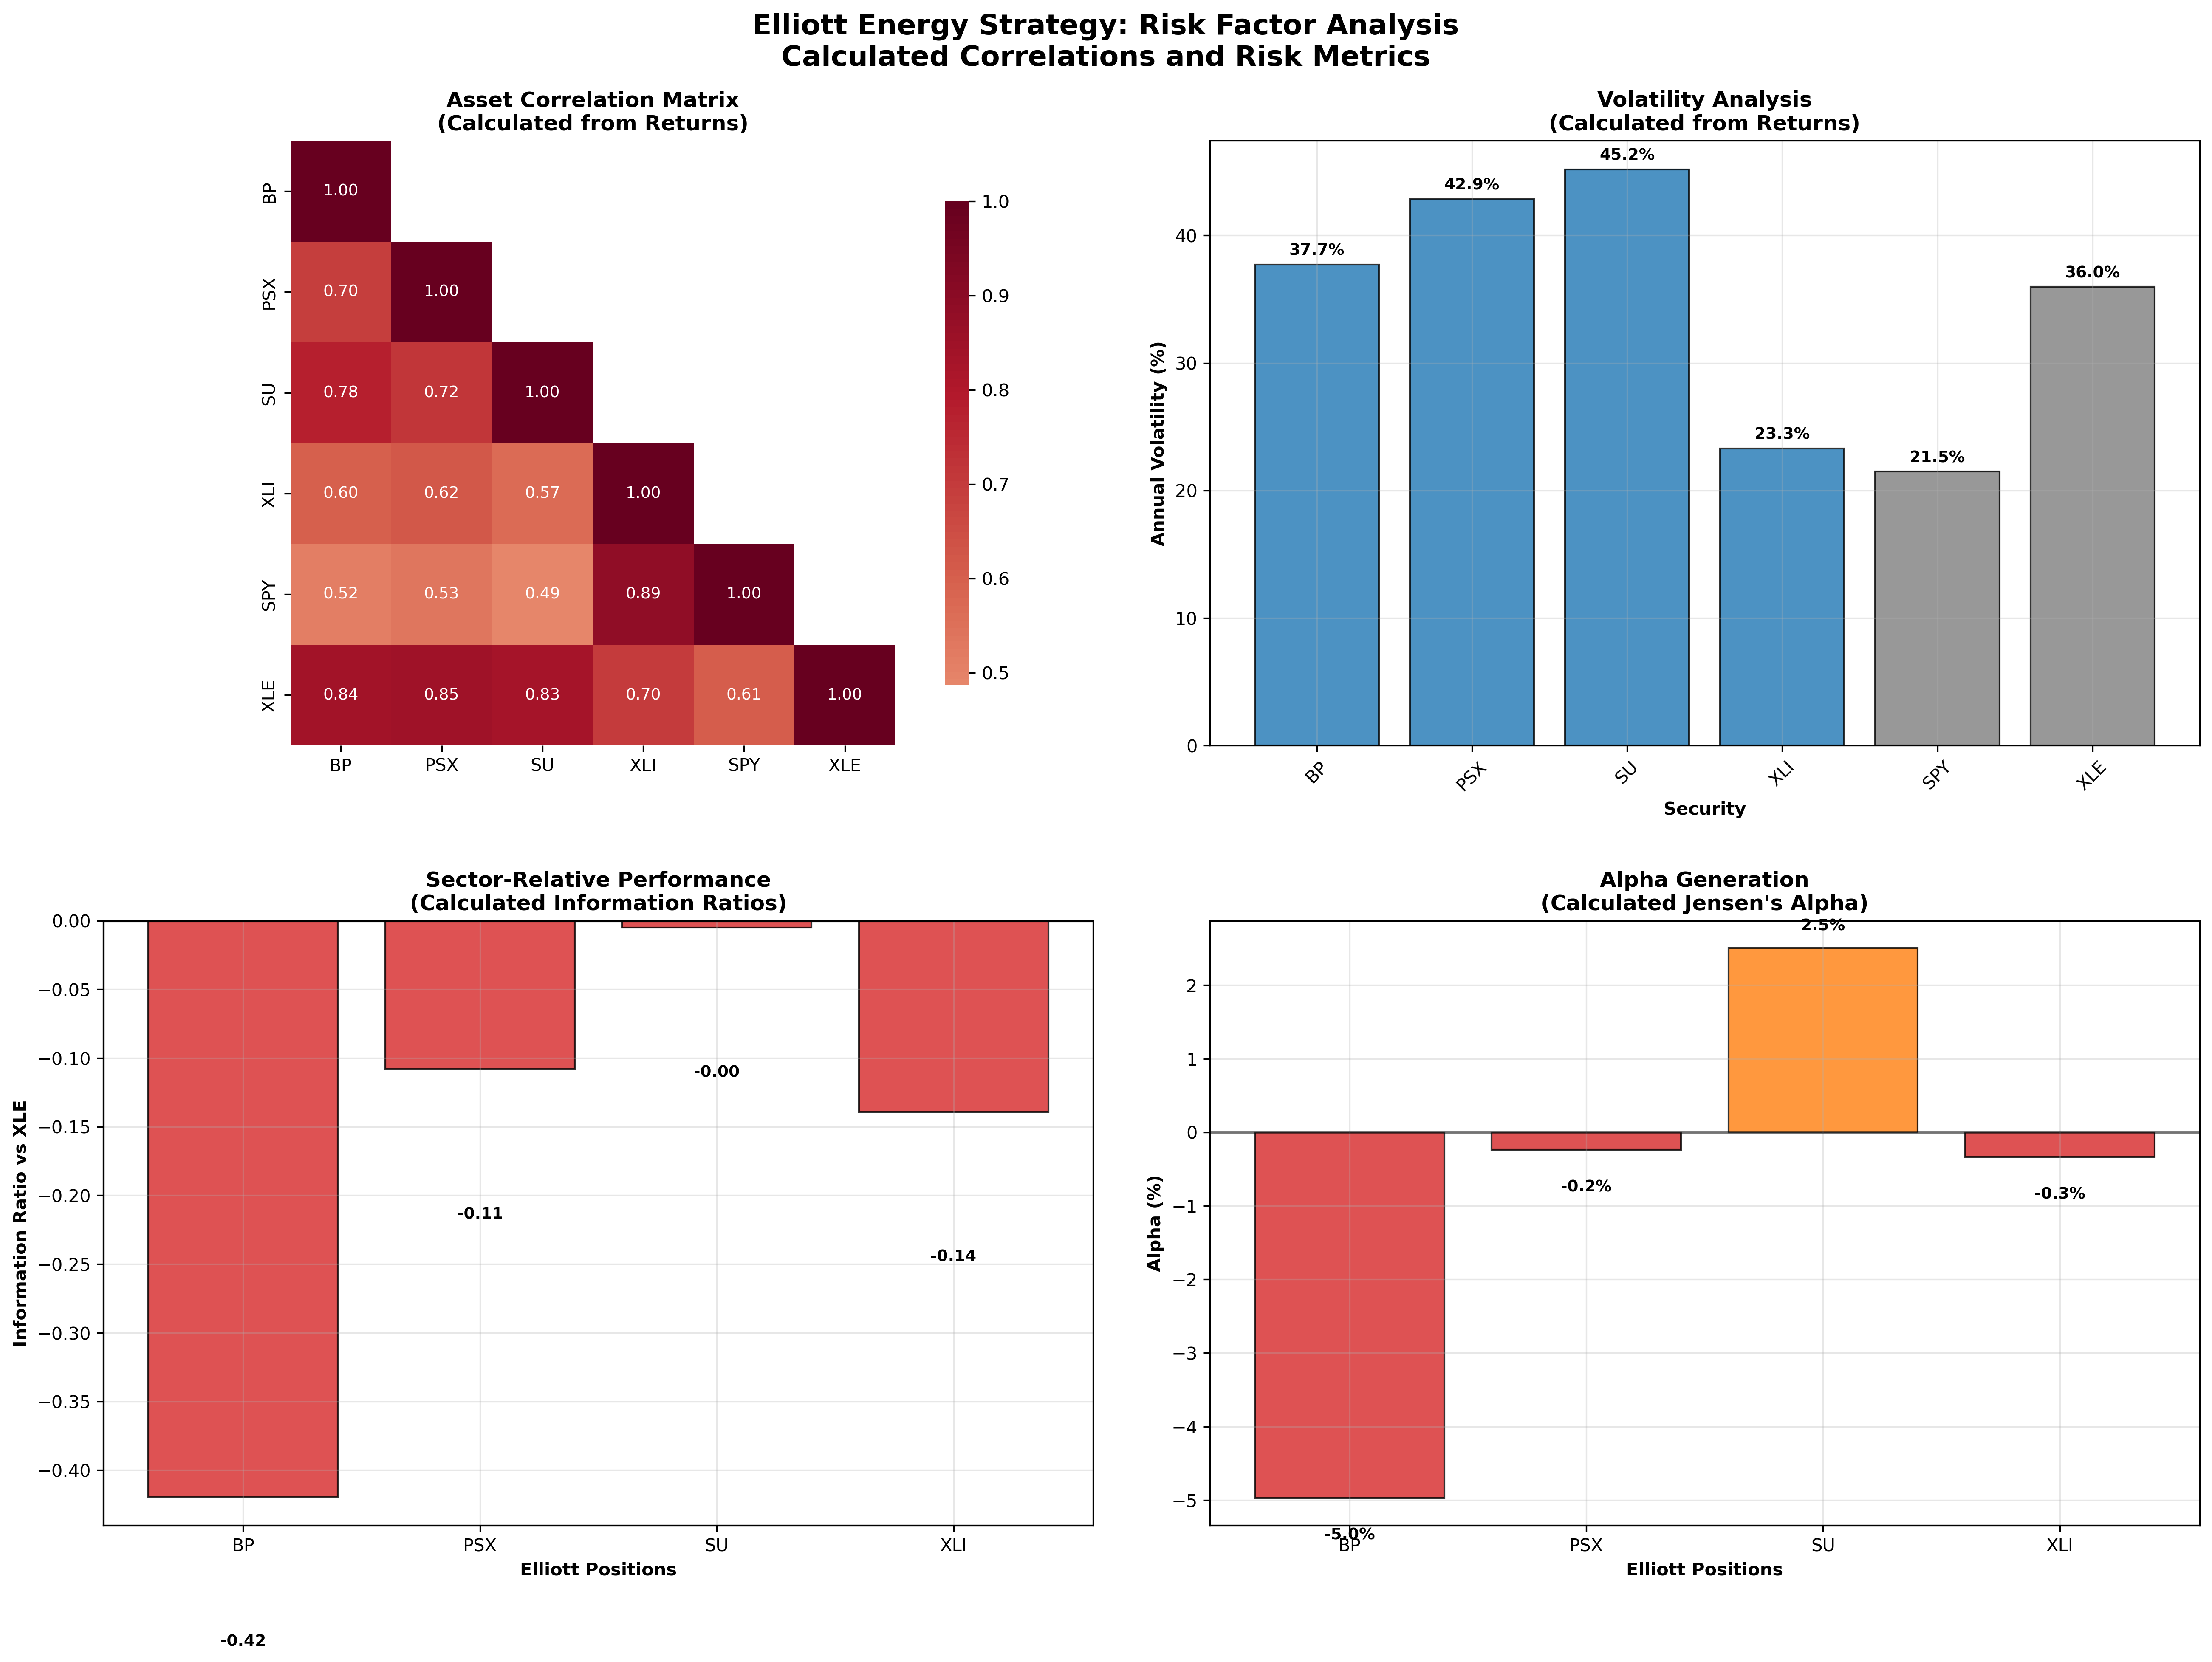 Elliott Energy Strategy: Risk Factor Analysis
Calculated Correlations and Risk Metrics
Asset Correlation Matrix
(Calculated from Returns)
BP
1.00
PSX
0.70 1.00
SU
0.78 0.72 1.00
XLI
0.60 0.62 0.57 1.00
SPY
0.52 0.53 0.49 0.89 1.00
XLE
0.84 0.85 0.83 0.70 0.61 1.00
BP PSX SU XLI SPY XLE
1.0
0.9
0.8
0.7
0.6
0.5
Volatility Analysis
(Calculated from Returns)
Annual Volatility (%)
40
30
20
10
0
37.7%
42.9%
45.2%
23.3%
21.5%
36.0%
BP PSX SU XLI SPY XLE
Security
Sector-Relative Performance
(Calculated Information Ratios)
Information Ratio vs XLE
0.00
−0.05
−0.10
−0.15
−0.20
−0.25
−0.30
−0.35
−0.40
-0.42
-0.11
-0.00
-0.14
BP PSX SU XLI
Elliott Positions
Alpha Generation
(Calculated Jensen's Alpha)
Alpha (%)
2
1
0
−1
−2
−3
−4
−5
-5.0%
-0.2%
2.5%
-0.3%
BP PSX SU XLI
Elliott Positions